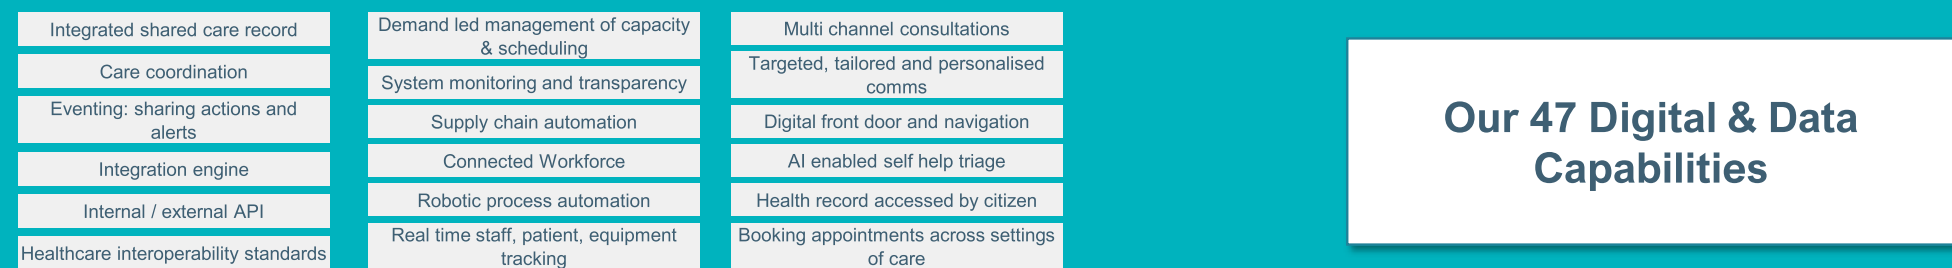 Integrated shared care record
Care coordination
Eventing: sharing actions and
alerts
Integration engine
Internal / external API
Healthcare interoperability standards
Demand led management of capacity
& scheduling
System monitoring and transparency
Supply chain automation
Connected Workforce
Robotic process automation
Real time staff, patient, equipment
tracking
Multi channel consultations
Targeted, tailored and personalised
comms
Digital front door and navigation
AI enabled self help triage
Health record accessed by citizen
Booking appointments across settings
of care
Our 47 Digital & Data
Capabilities